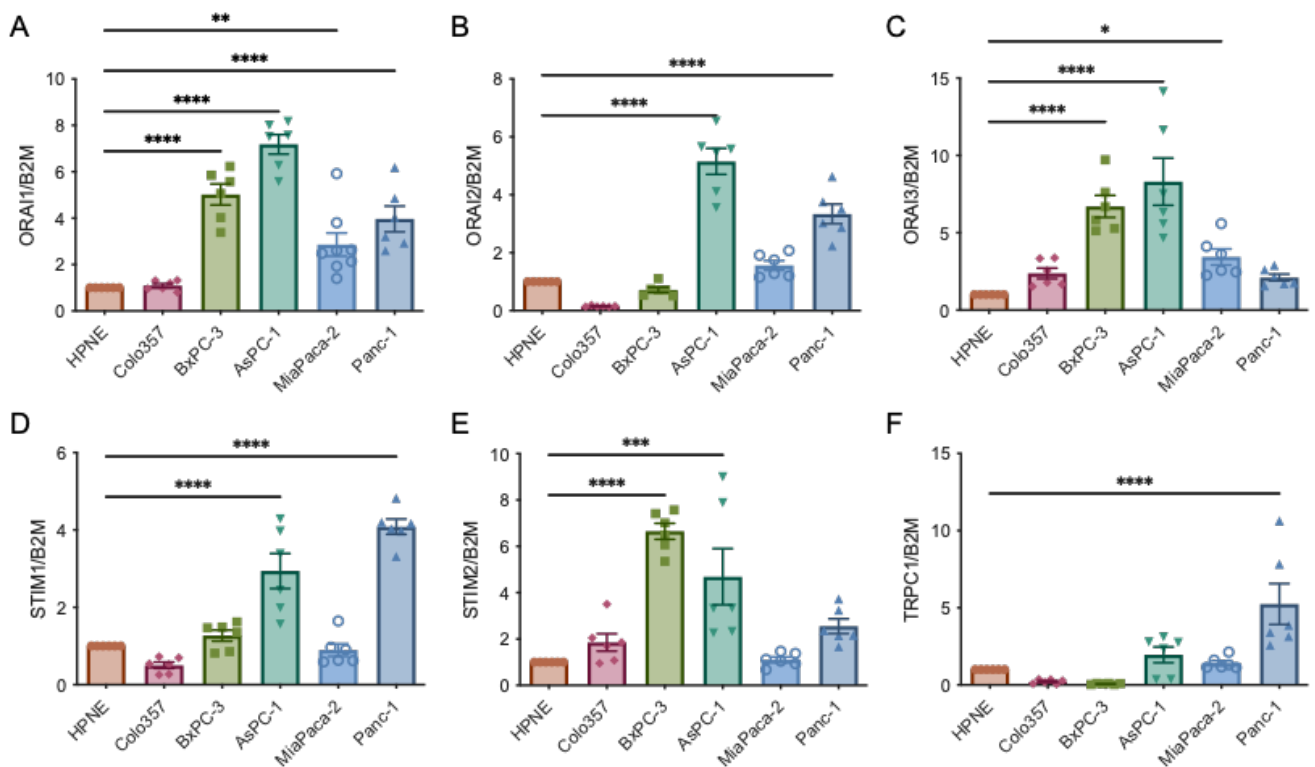 A
**
****
****
****
ORAI1/B2M
10
8
6
4
2
0
HPNE
Colo357
BxPC-3
AsPC-1
MiaPaca-2
Panc-1
B
****
****
ORAI2/B2M
8
6
4
2
0
HPNE
Colo357
BxPC-3
AsPC-1
MiaPaca-2
Panc-1
C
*
****
****
ORAI3/B2M
15
10
5
0
HPNE
Colo357
BxPC-3
AsPC-1
MiaPaca-2
Panc-1
D
****
****
STIM1/B2M
6
4
2
0
HPNE
Colo357
BxPC-3
AsPC-1
MiaPaca-2
Panc-1
E
***
****
STIM2/B2M
10
8
6
4
2
0
HPNE
Colo357
BxPC-3
AsPC-1
MiaPaca-2
Panc-1
F
****
TRPC1/B2M
15
10
5
0
HPNE
Colo357
BxPC-3
AsPC-1
MiaPaca-2
Panc-1